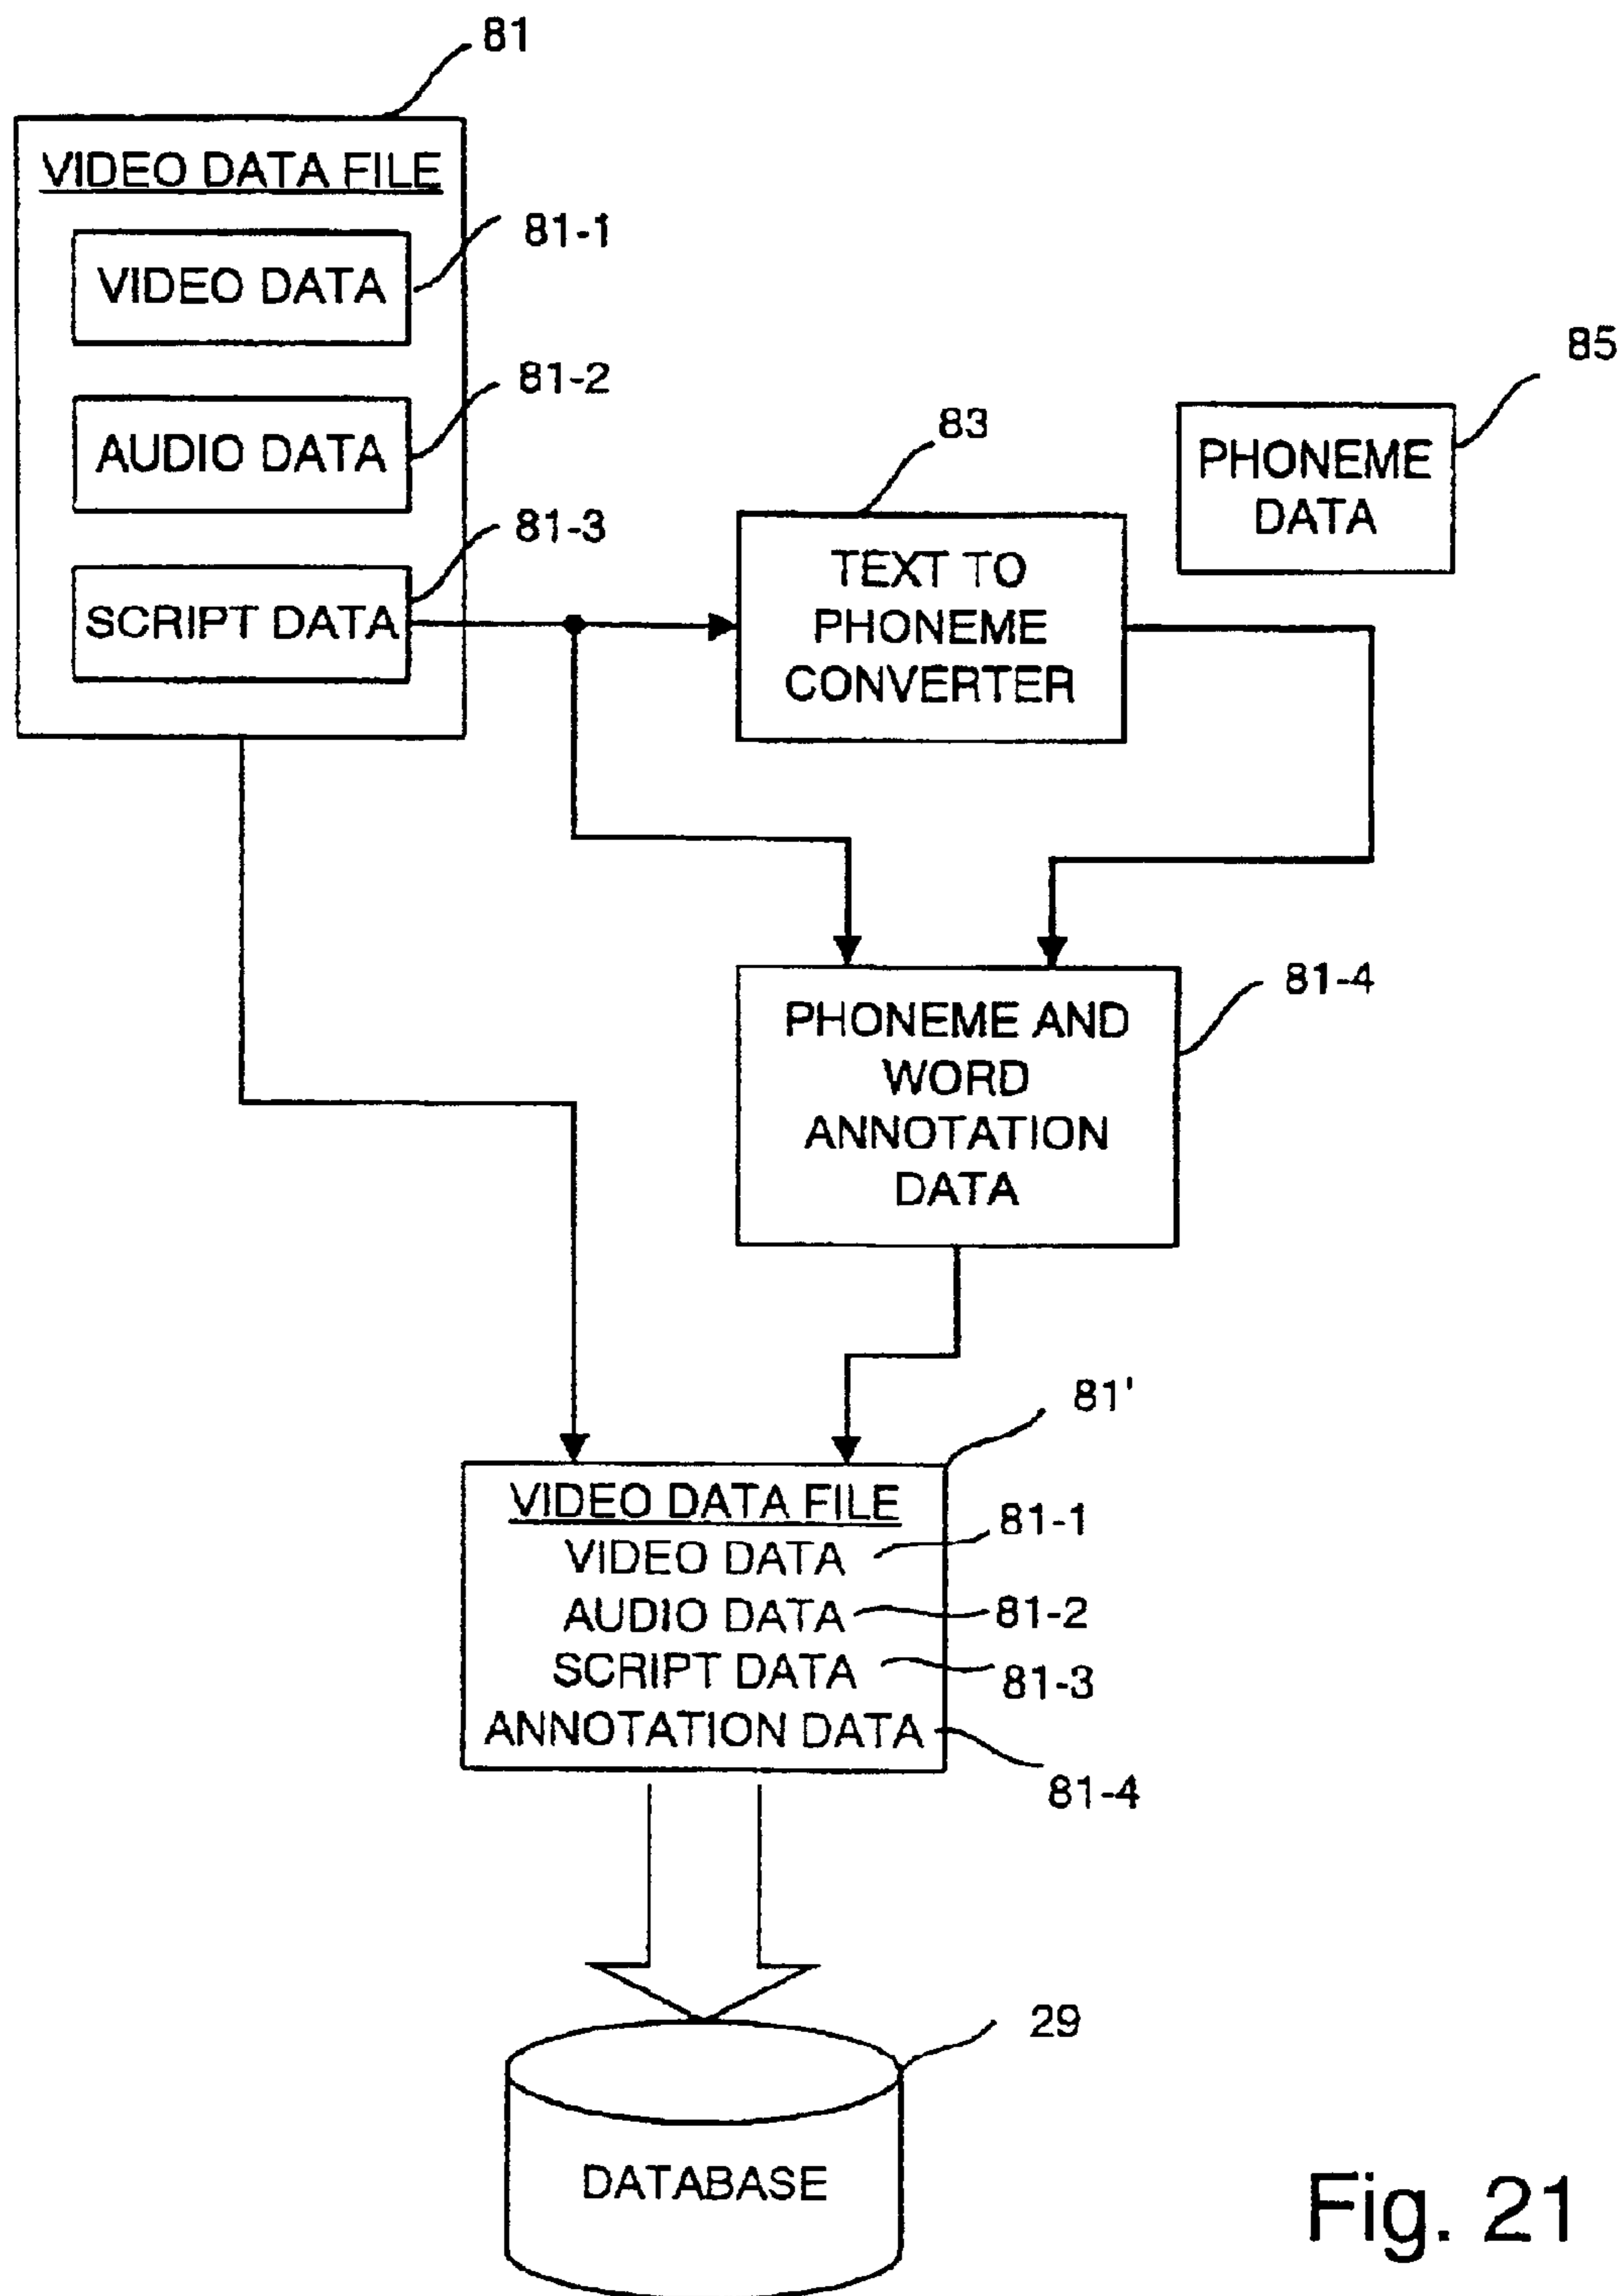 81
VIDEO DATA FILE
81-1
VIDEO DATA
81-2
AUDIO DATA
81-3
SCRIPT DATA
83
TEXT TO
PHONEME
CONVERTER
85
PHONEME
DATA
81-4
PHONEME AND
WORD
ANNOTATION
DATA
81'
VIDEO DATA FILE
VIDEO DATA
81-1
AUDIO DATA
81-2
SCRIPT DATA
81-3
ANNOTATION DATA
81-4
29
DATABASE
Fig. 21